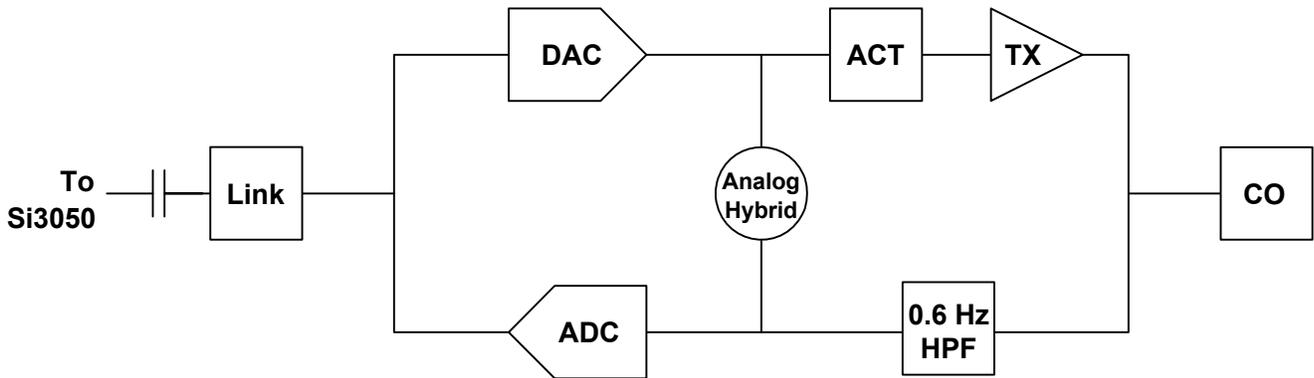 DAC
ACT
TX
To
Si3050
Link
Analog
Hybrid
CO
ADC
0.6 Hz
HPF